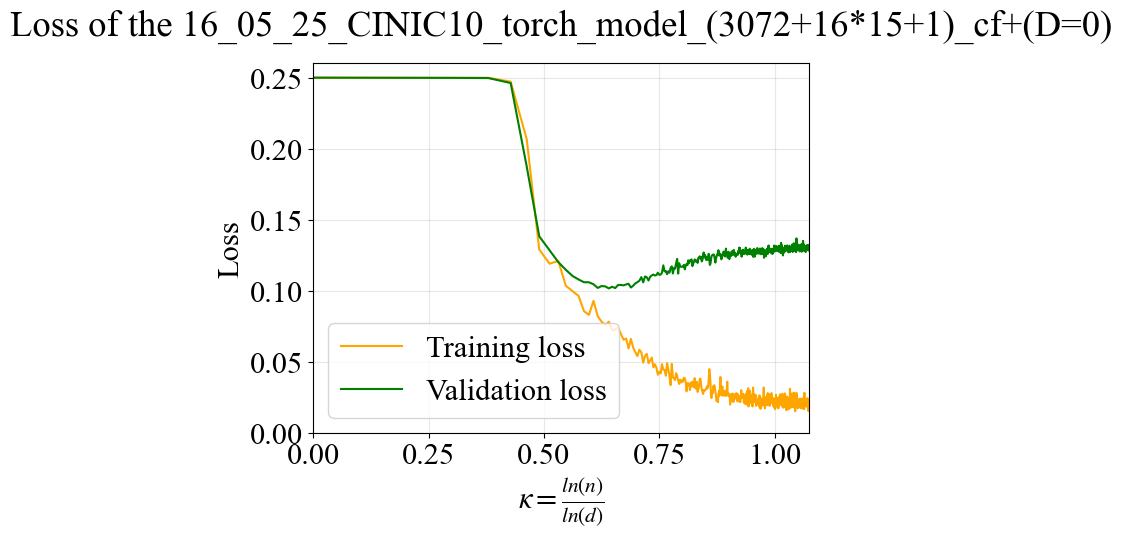 Loss of the 16_05_25_CINIC10_torch_model_(3072+16*15+1)_cf+(D=0)
0.25
0.20
0.15
0.10
0.05
0.00
Loss
Training loss
Validation loss
0.00 0.25 0.50 0.75 1.00
κ = ln(n)/ln(d)